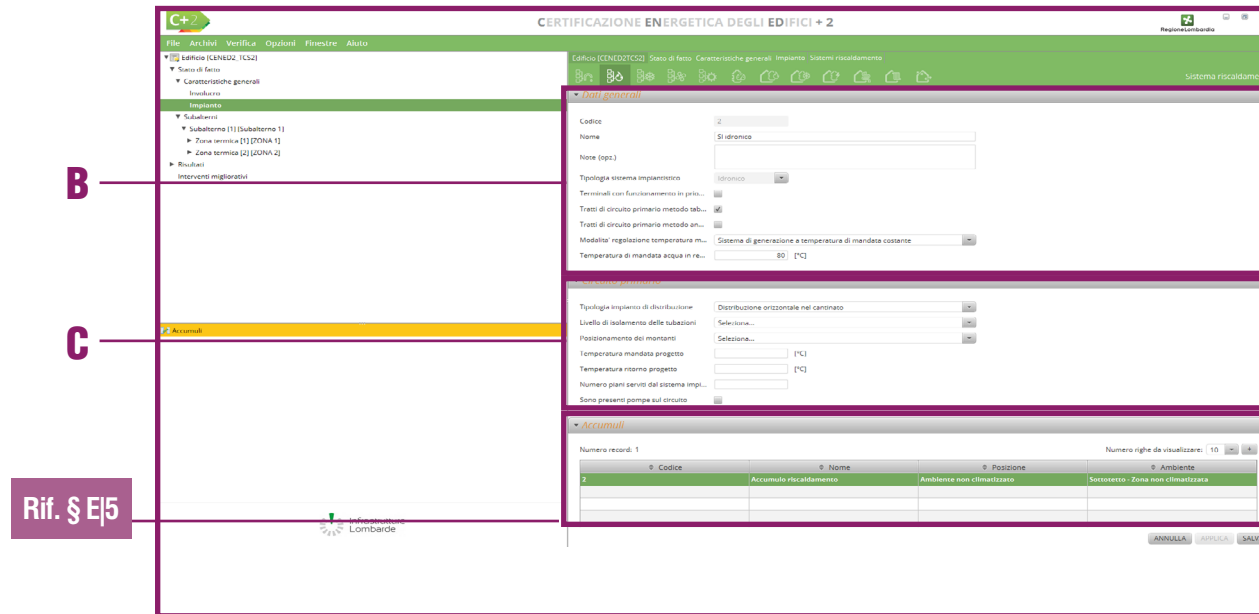 C+2
CERTIFICAZIONE ENERGETICA DEGLI EDIFICI + 2
RegioneLombardia
File Archivi Verifica Opzioni Finestre Aiuto
Edificio [CENED2_TCS2]
Stato di fatto
Caratteristiche generali
Involucro
Impianto
Subalterni
Subalterno [1] [Subalterno 1]
Zona termica [1] [ZONA 1]
Zona termica [2] [ZONA 2]
Risultati
Interventi migliorativi
Accumuli
Infrastrutture
Lombarde
Edificio [CENED2TCS2] Stato di fatto Caratteristiche generali Impianto Sistemi riscaldamento
Sistema riscaldame
Dati generali
Codice 2
Nome SI idronico
Note (opz.)
Tipologia sistema impiantistico Idronico
Terminali con funzionamento in prio...
Tratti di circuito primario metodo tab...
Tratti di circuito primario metodo an...
Modalita' regolazione temperatura m... Sistema di generazione a temperatura di mandata costante
Temperatura di mandata acqua in re... 80 [°C]
Circuito primario
Tipologia impianto di distribuzione Distribuzione orizzontale nel cantinato
Livello di isolamento delle tubazioni Seleziona...
Posizionamento dei montanti Seleziona...
Temperatura mandata progetto [°C]
Temperatura ritorno progetto [°C]
Numero piani serviti dal sistema impi...
Sono presenti pompe sul circuito
Accumuli
Numero record: 1 Numero righe da visualizzare: 10 - +
Codice Nome Posizione Ambiente
2 Accumulo riscaldamento Ambiente non climatizzato Sottotetto - Zona non climatizzata
ANNULLA APPLICA SALV
B
C
Rif. § E|5